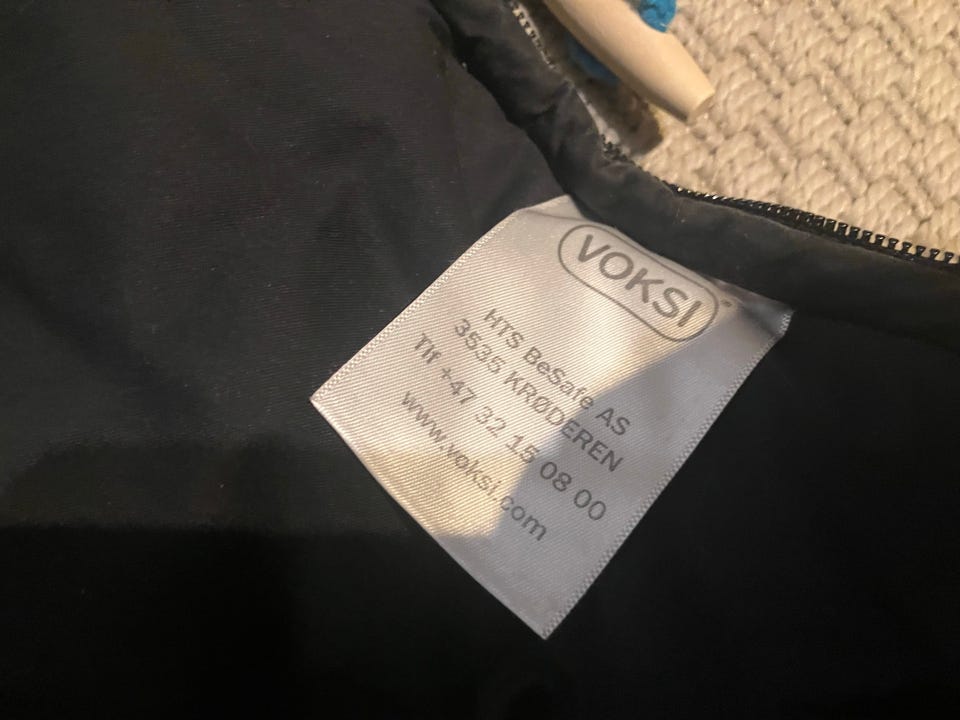 VOKSI
HTS BeSafe AS
3535 KRØDEREN
Tlf +47 32 15 08 00
www.voksi.com